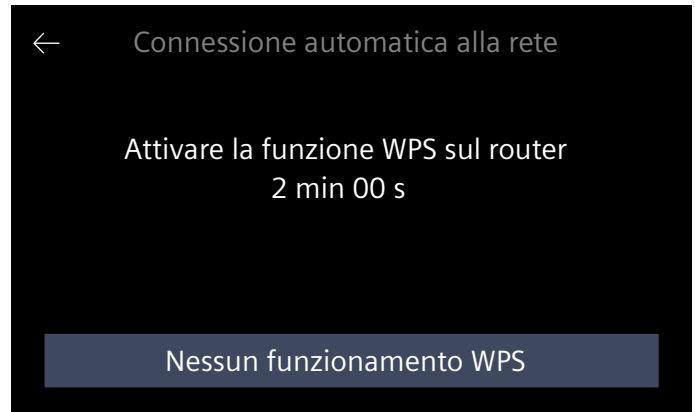 Connessione automatica alla rete
Attivare la funzione WPS sul router
2 min 00 s
Nessun funzionamento WPS